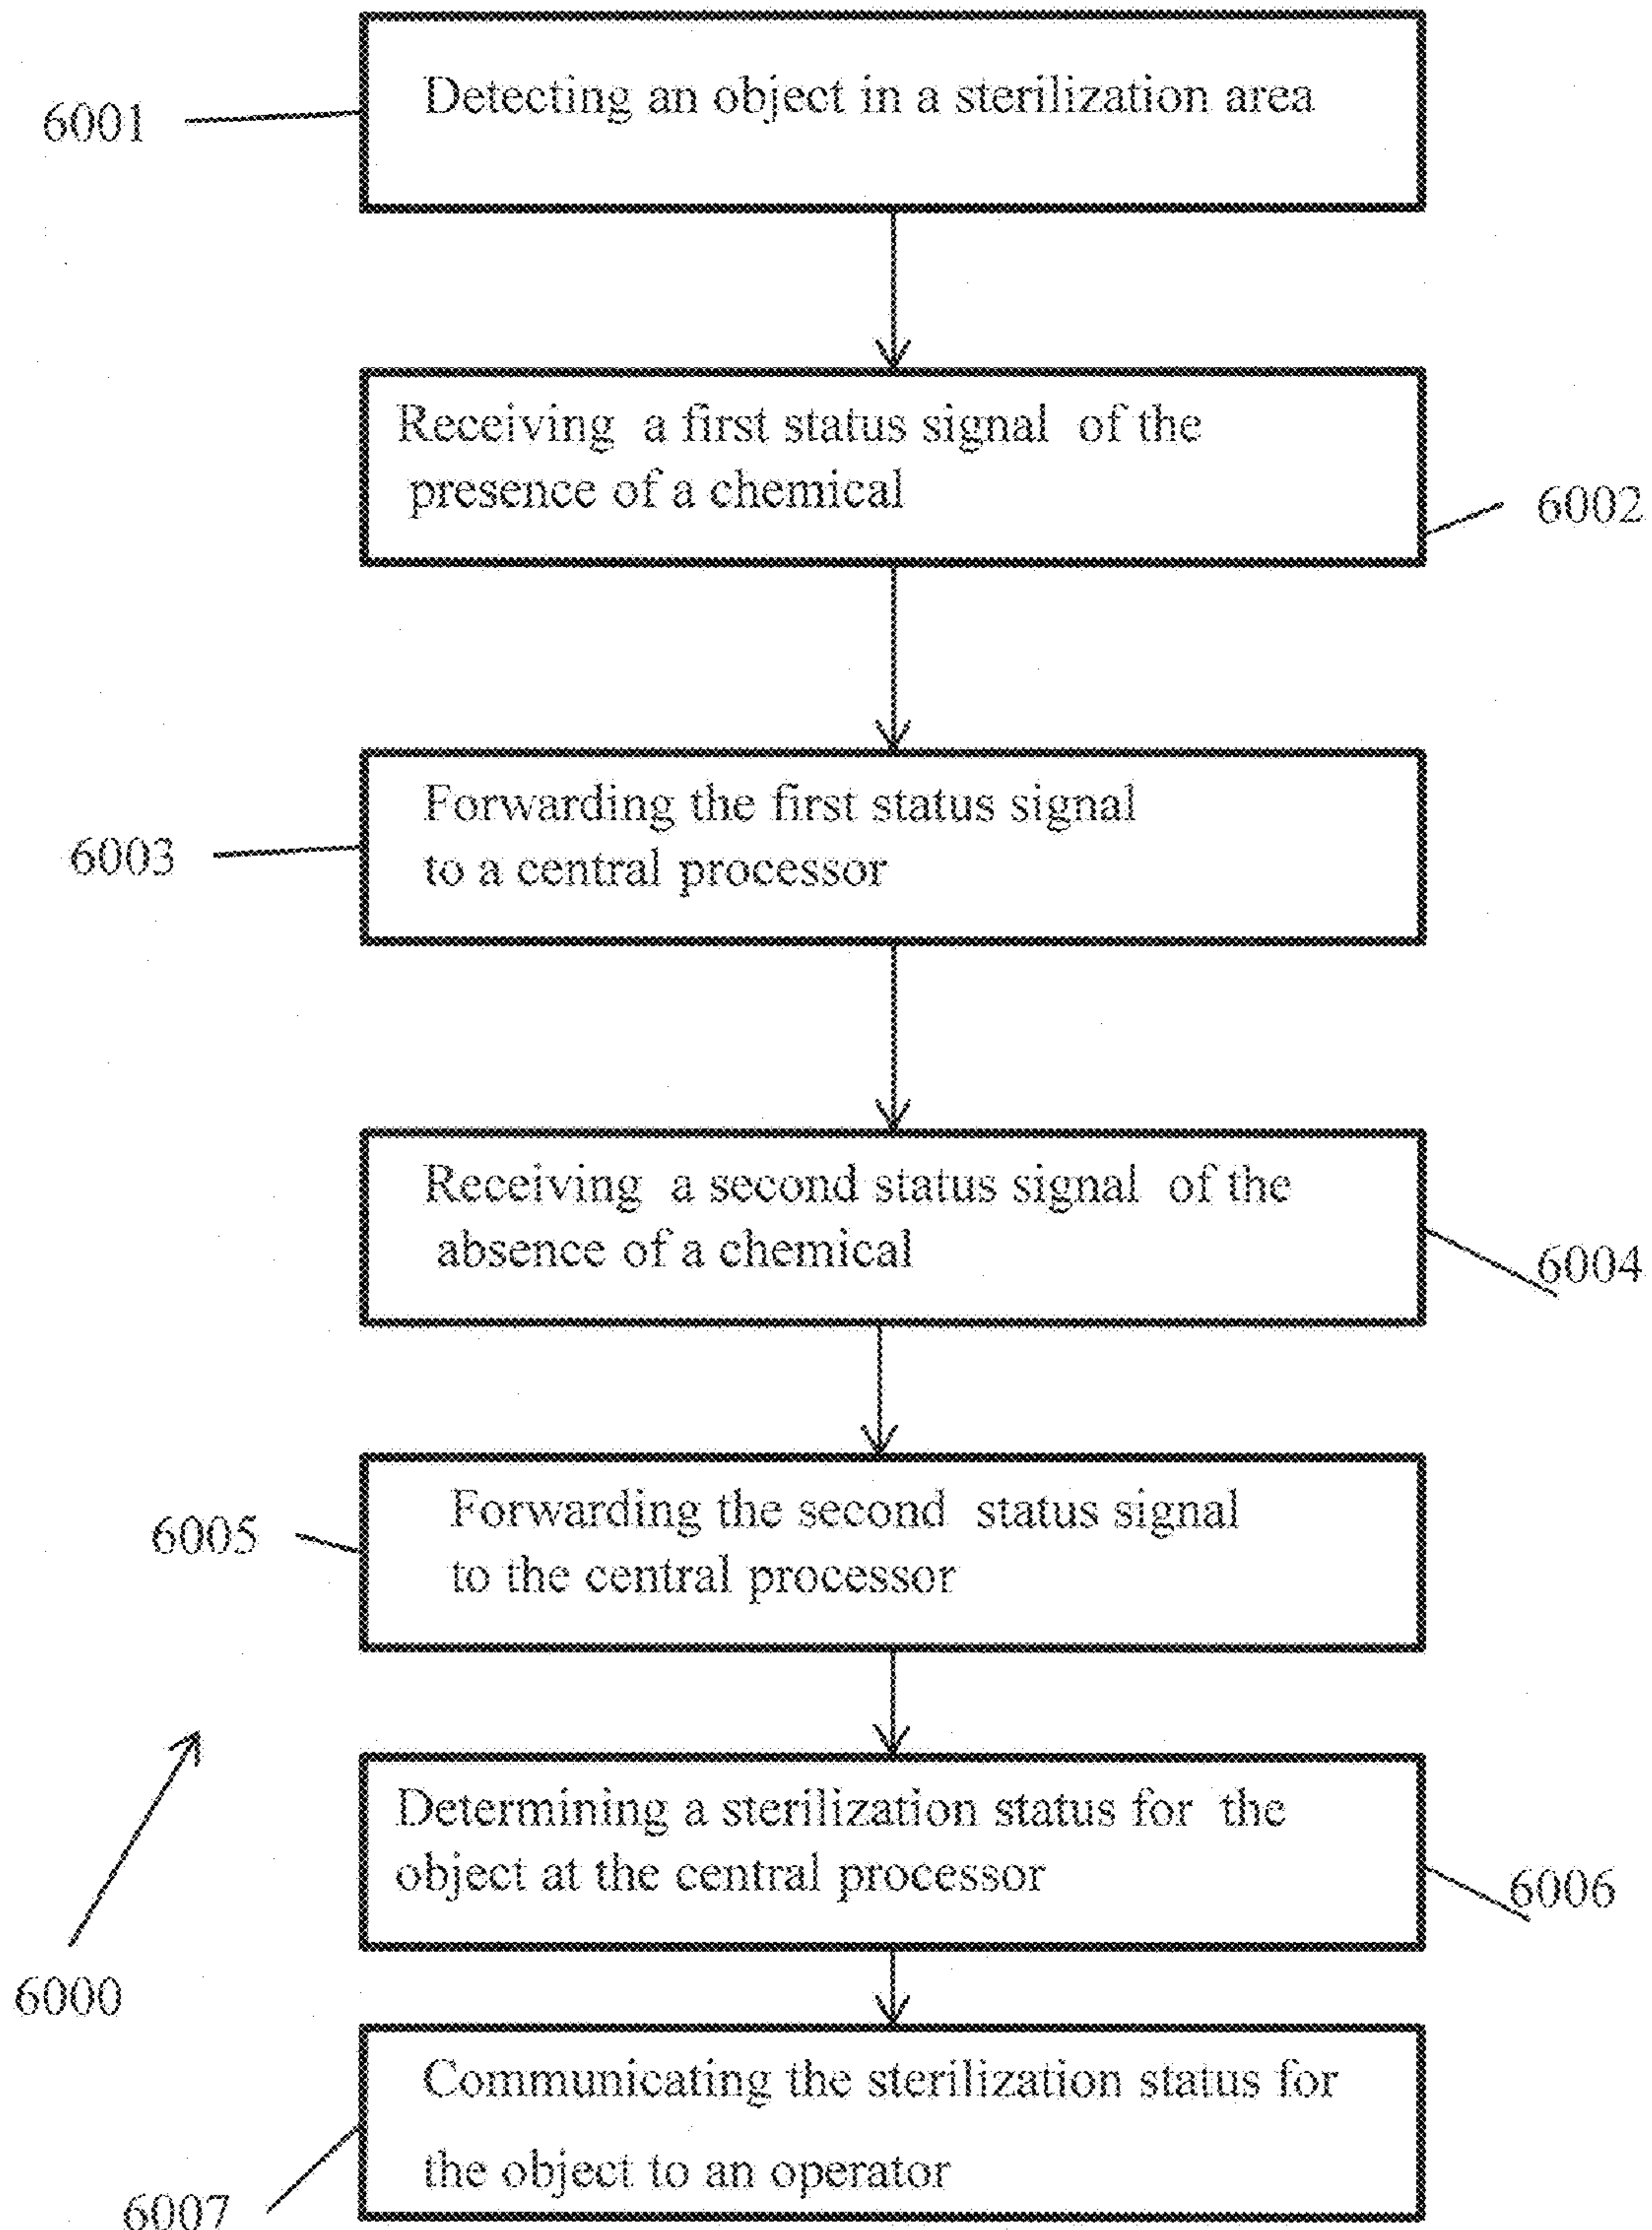 Detecting an object in a sterilization area
6001
Receiving a first status signal of the
presence of a chemical
6002
Forwarding the first status signal
to a central processor
6003
Receiving a second status signal of the
absence of a chemical
6004
Forwarding the second status signal
to the central processor
6005
Determining a sterilization status for the
object at the central processor
6006
6000
Communicating the sterilization status for
the object to an operator
6007